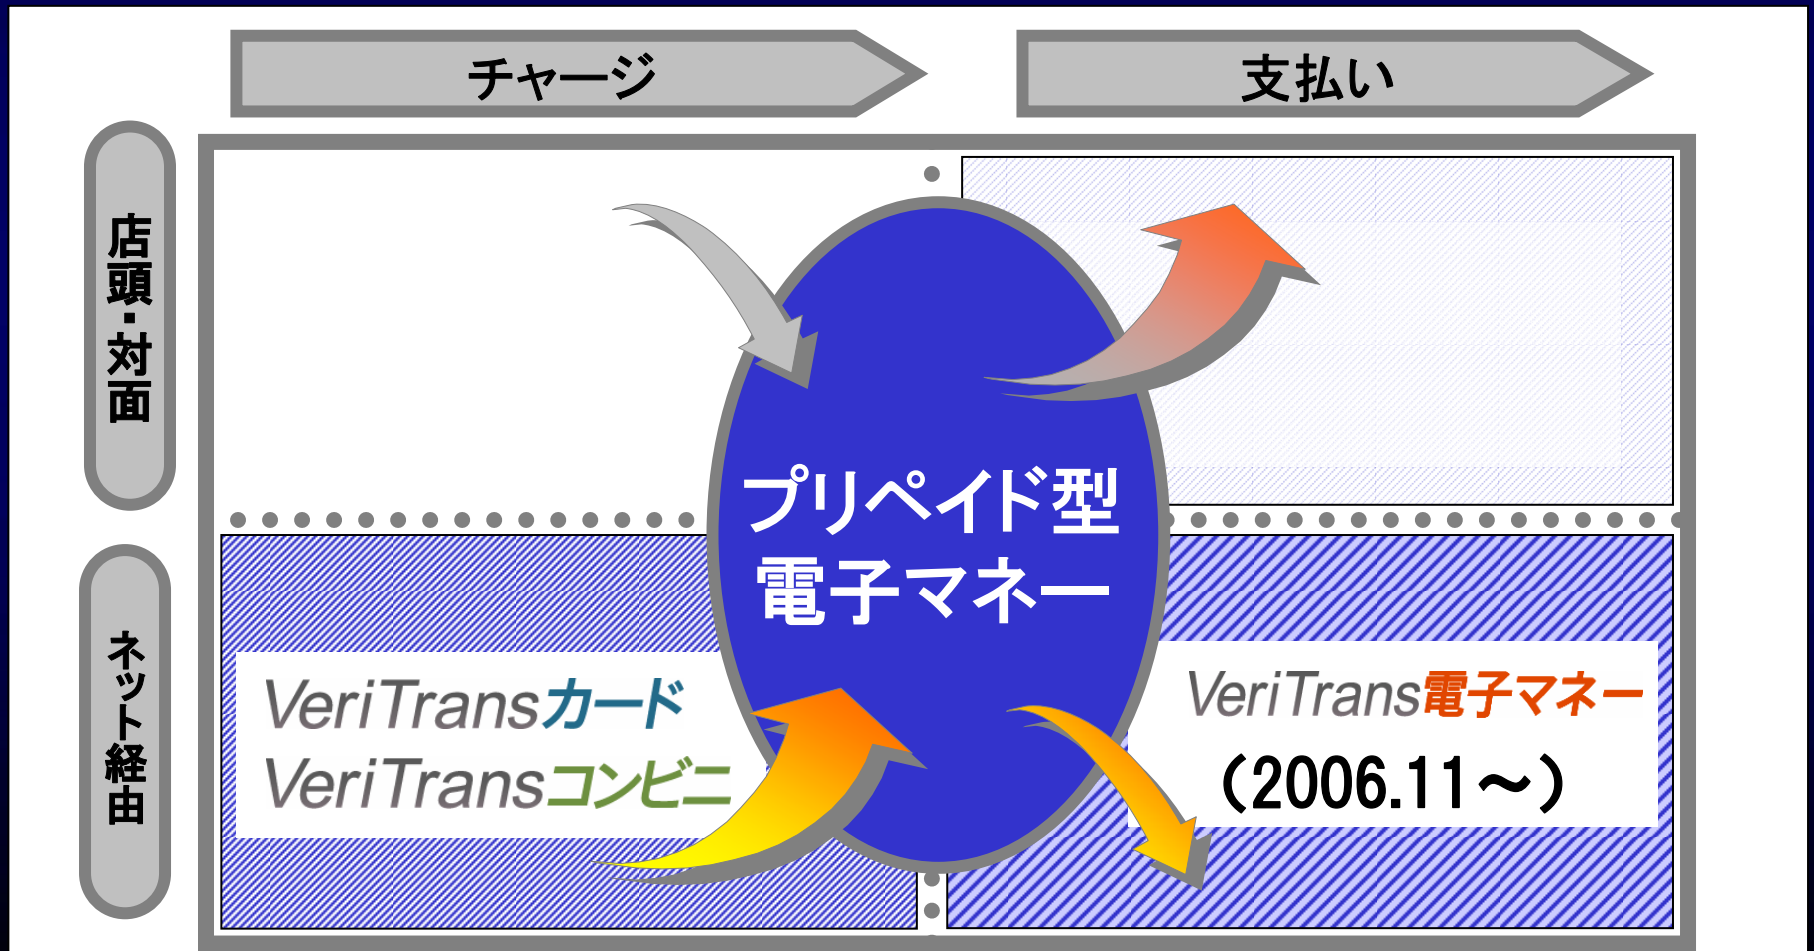 チャージ
支払い
店頭・対面
プリペイド型
電子マネー
ネット経由
VeriTransカード
VeriTransコンビニ
VeriTrans電子マネー
（2006.11～）